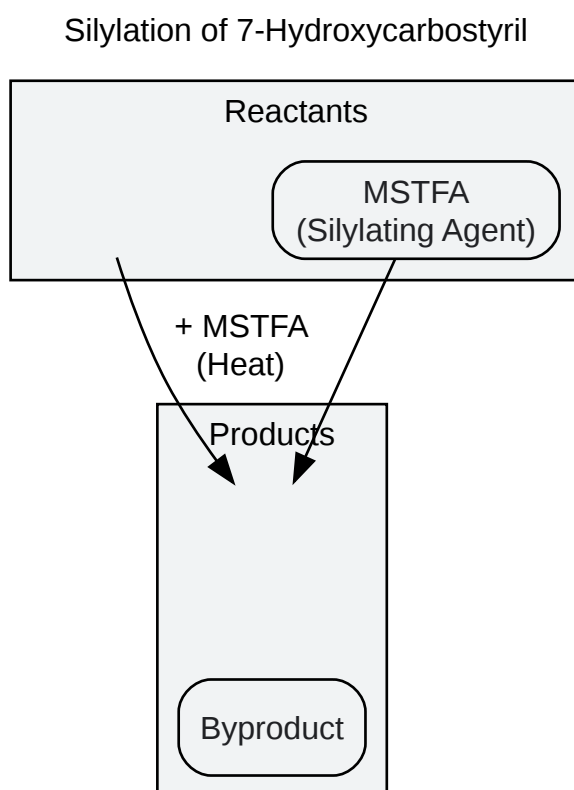 Silylation of 7-Hydroxycarbostyril
Reactants
MSTFA
(Silylating Agent)
+ MSTFA
(Heat)
Products
Byproduct